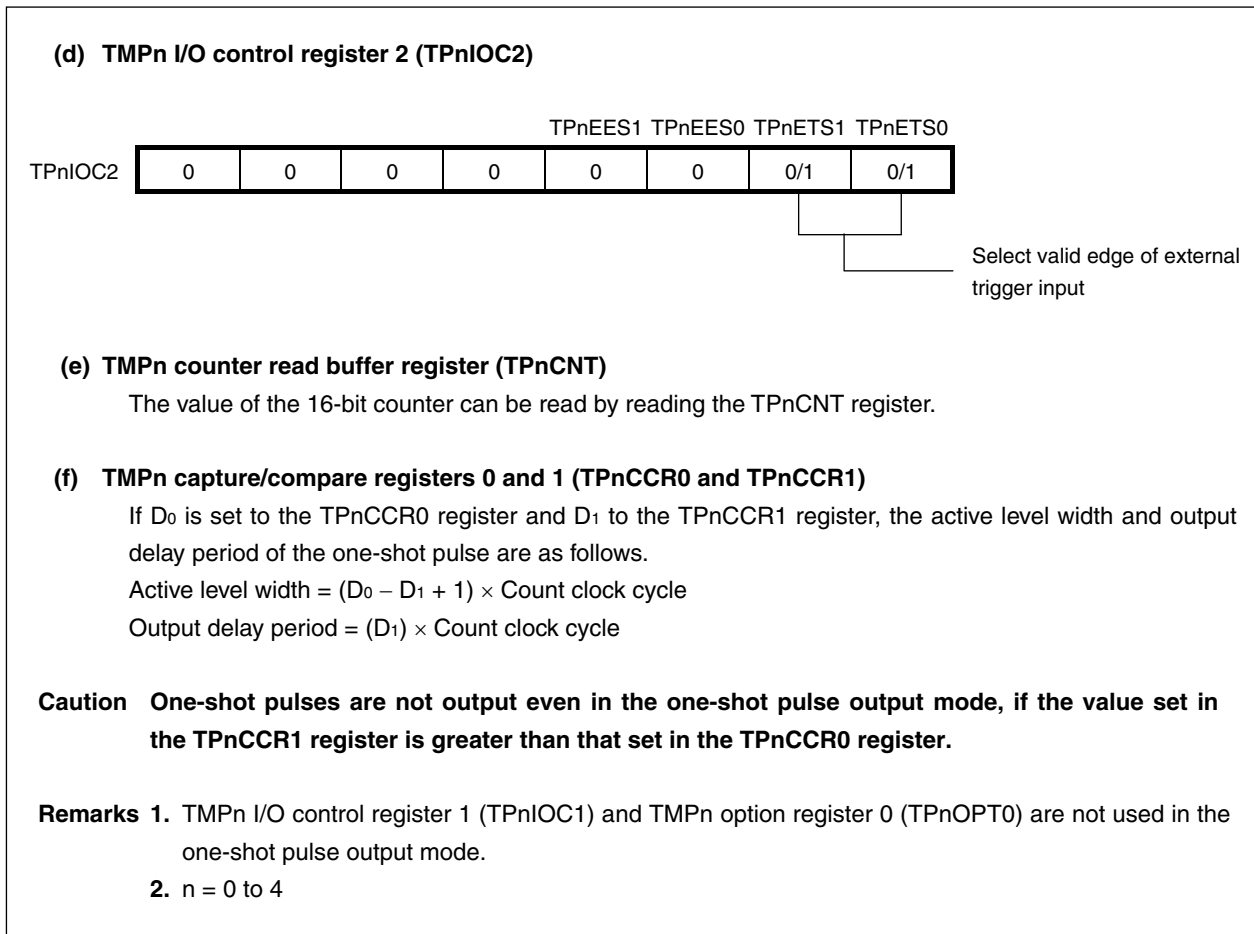 (d) TMPn I/O control register 2 (TPnIOC2)
TPnEES1 TPnEES0 TPnETS1 TPnETS0
TPnIOC2 0 0 0 0 0 0 0/1 0/1
Select valid edge of external
trigger input
(e) TMPn counter read buffer register (TPnCNT)
The value of the 16-bit counter can be read by reading the TPnCNT register.
(f) TMPn capture/compare registers 0 and 1 (TPnCCR0 and TPnCCR1)
If D0 is set to the TPnCCR0 register and D1 to the TPnCCR1 register, the active level width and output
delay period of the one-shot pulse are as follows.
Active level width = (D0 − D1 + 1) × Count clock cycle
Output delay period = (D1) × Count clock cycle
Caution One-shot pulses are not output even in the one-shot pulse output mode, if the value set in
the TPnCCR1 register is greater than that set in the TPnCCR0 register.
Remarks 1. TMPn I/O control register 1 (TPnIOC1) and TMPn option register 0 (TPnOPT0) are not used in the
one-shot pulse output mode.
2. n = 0 to 4